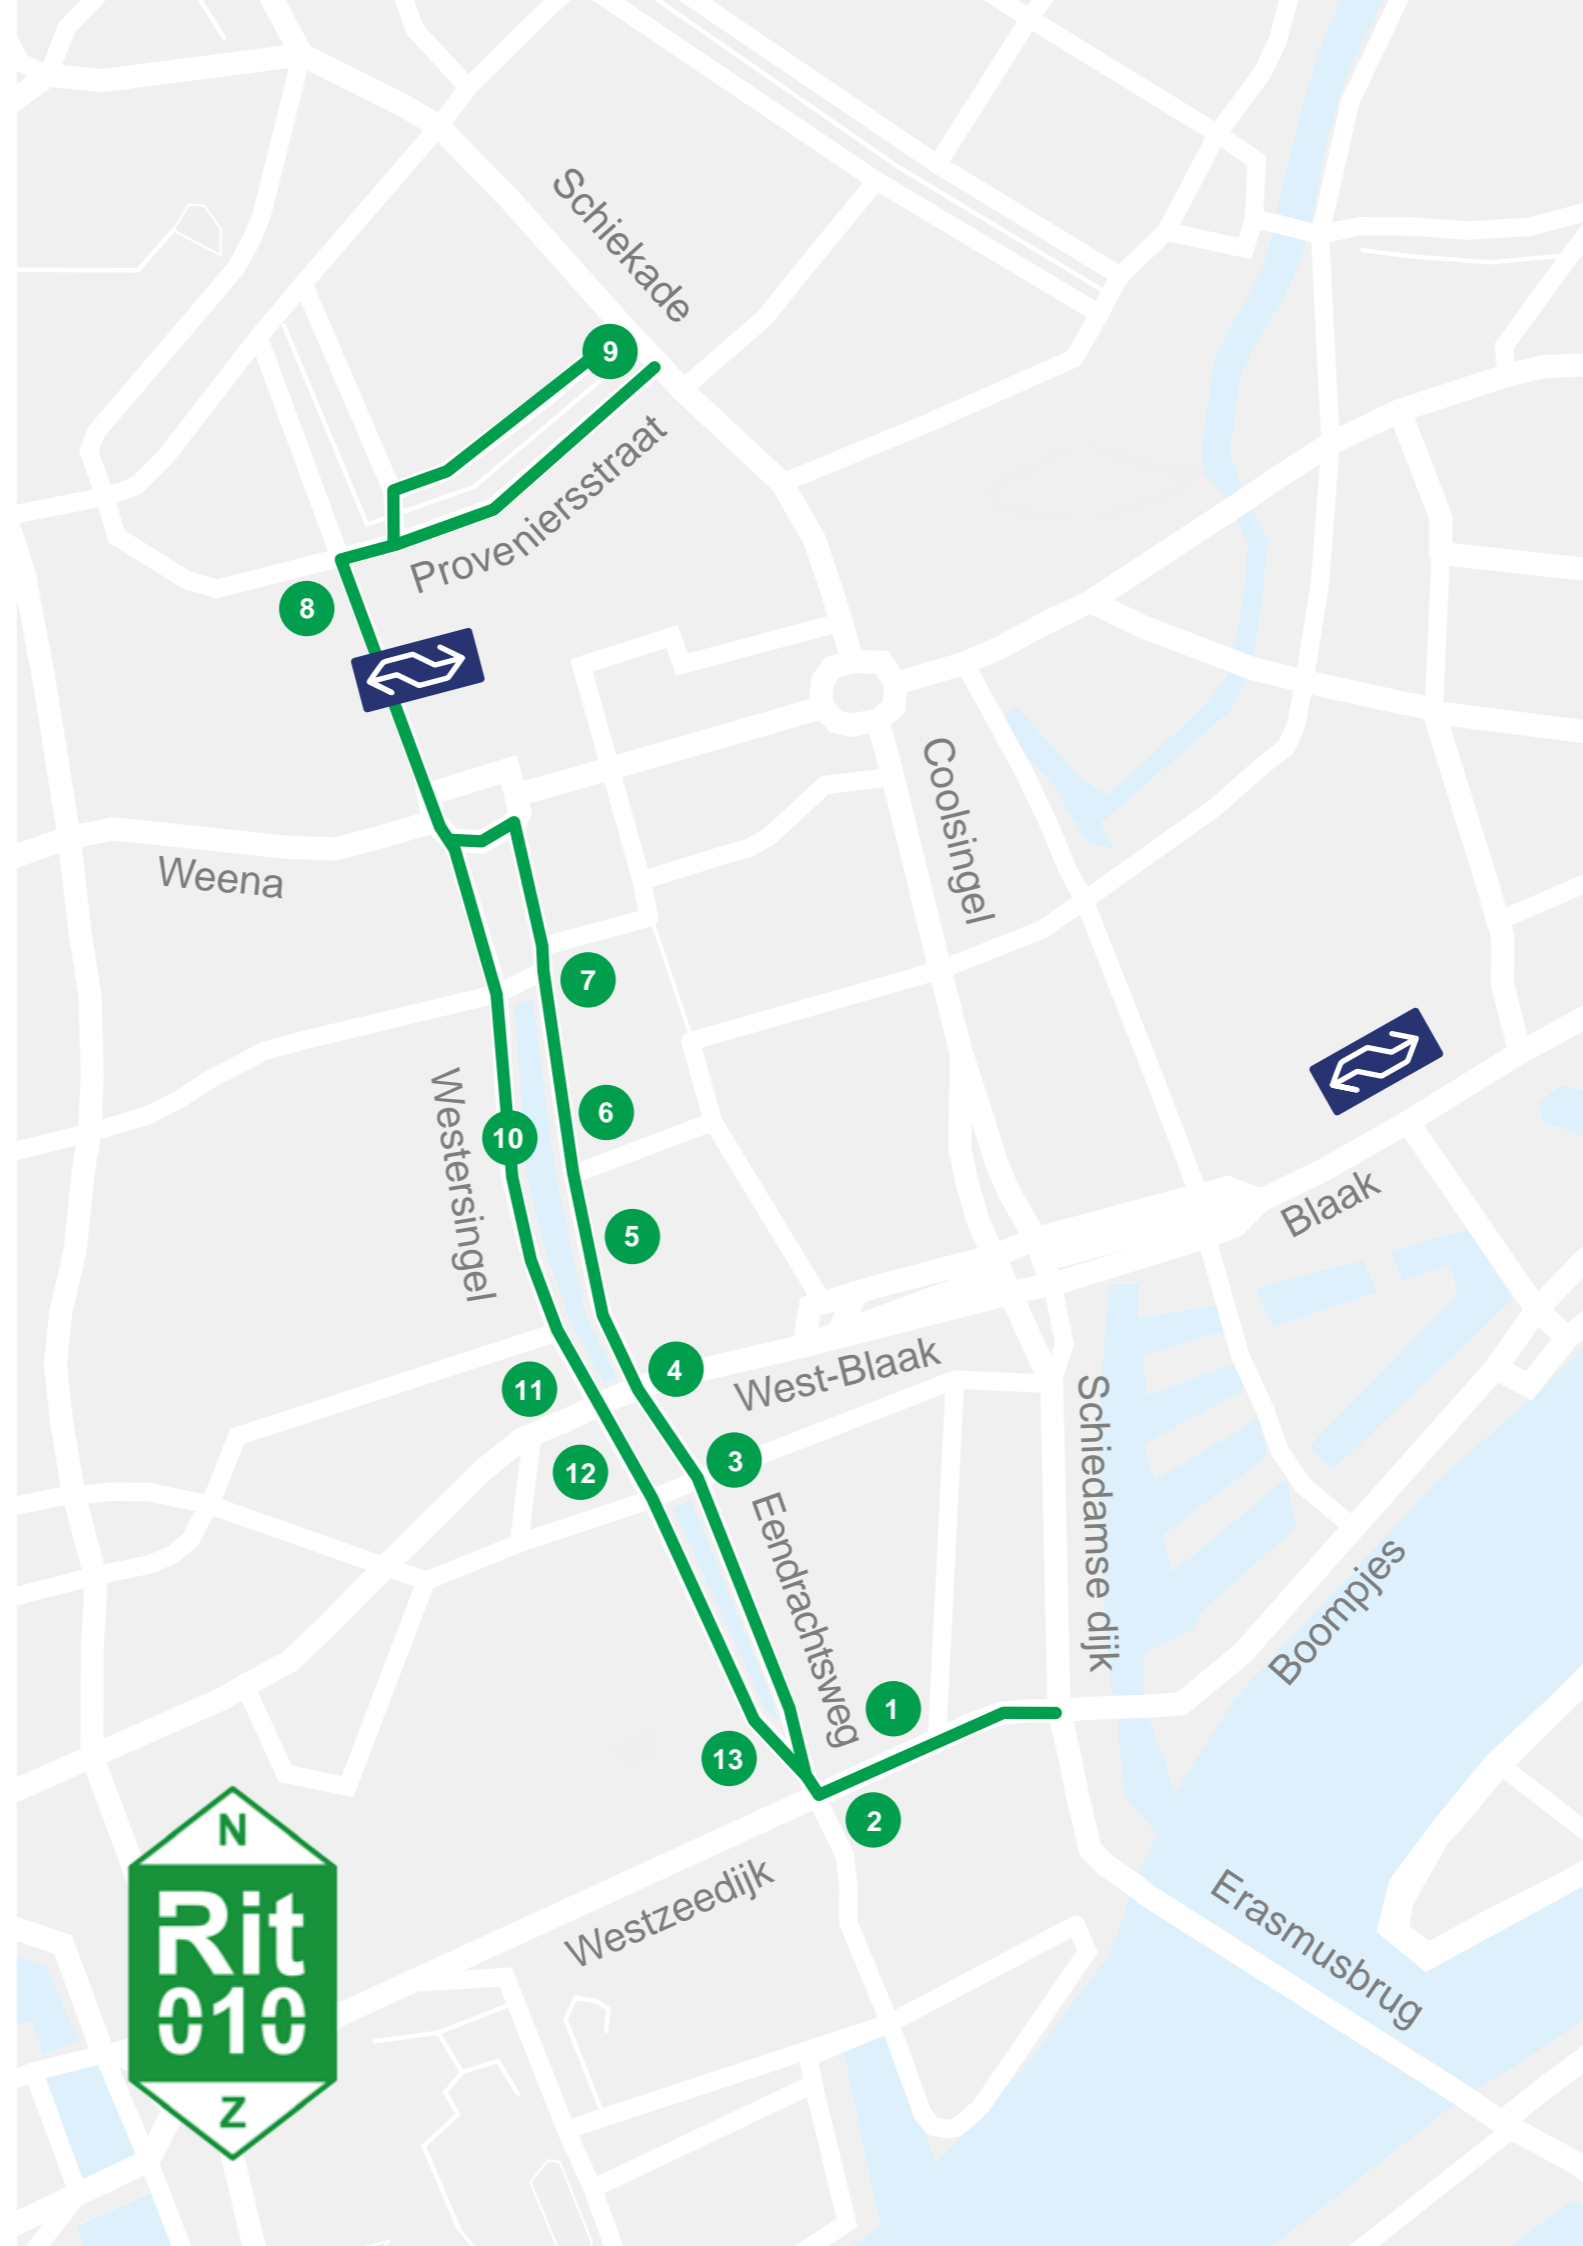 Schiekade
9
Proveniersstraat
8
Coolsingel
Weena
7
Westersingel
6
10
5
Blaak
4
West-Blaak
11
3
12
Schiedamse dijk
Eendrachtsweg
Boompjes
1
13
2
Westzeedijk
Erasmusbrug
N
Rit
010
Z